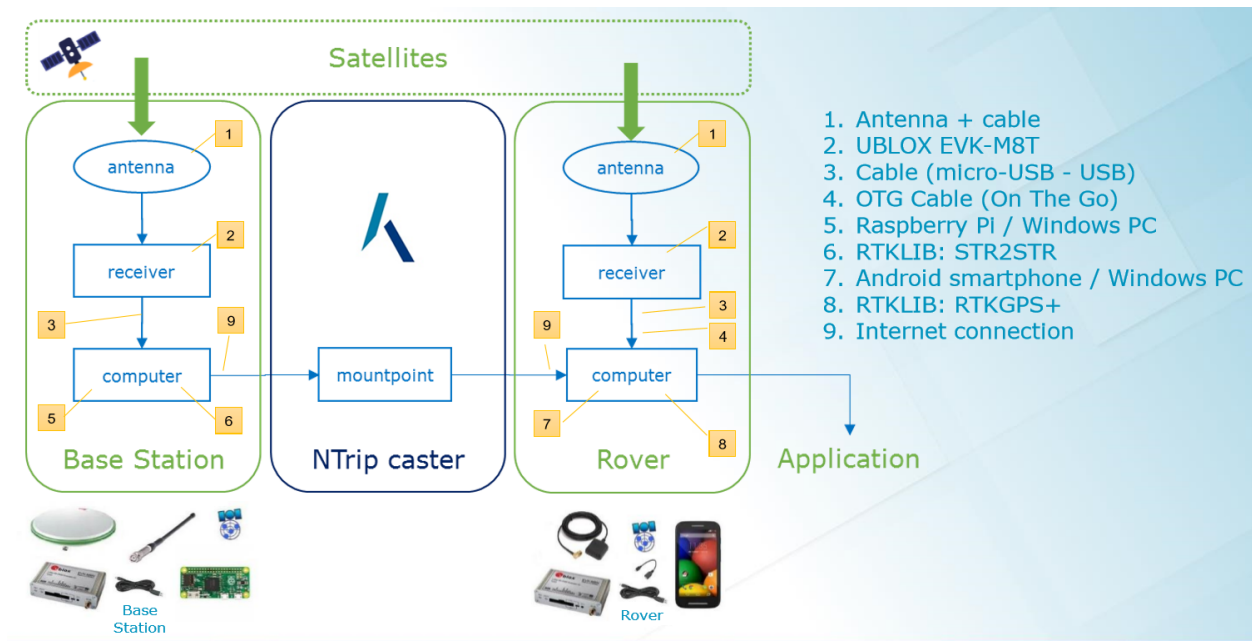 Satellites
1
antenna
2
receiver
3
9
computer
5
6
Base Station
mountpoint
NTrip caster
1
antenna
2
receiver
3
9
4
computer
7
8
Rover
Application
1. Antenna + cable
2. UBLOX EVK-M8T
3. Cable (micro-USB - USB)
4. OTG Cable (On The Go)
5. Raspberry Pi / Windows PC
6. RTKLIB: STR2STR
7. Android smartphone / Windows PC
8. RTKLIB: RTKGPS+
9. Internet connection
Base
Station
Rover